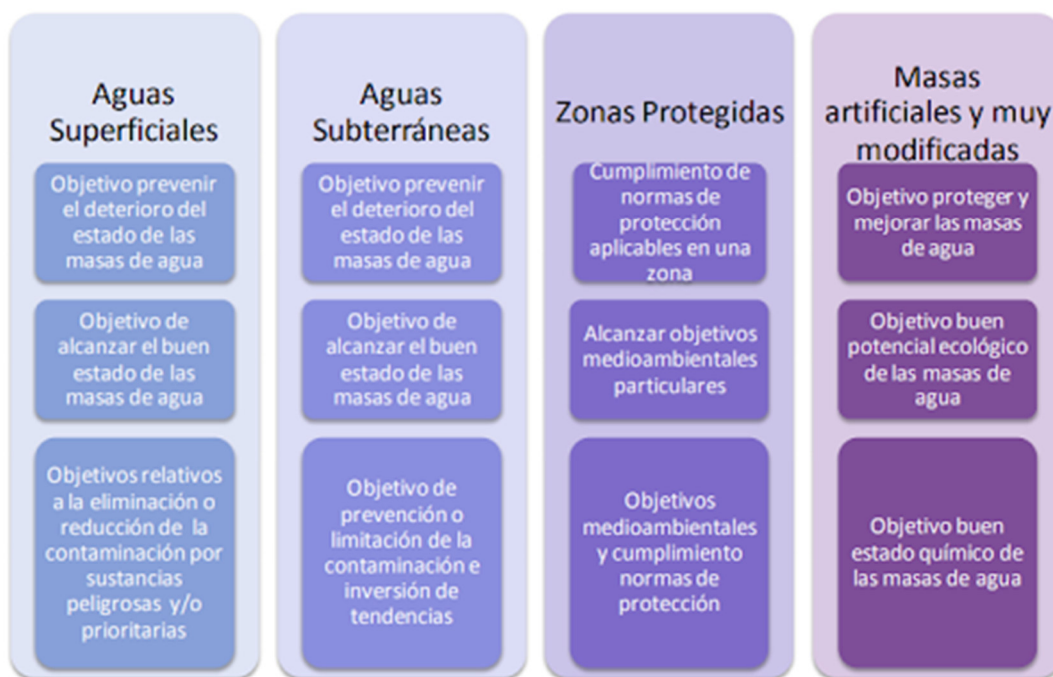 Aguas
Superficiales
Objetivo prevenir
el deterioro del
estado de las
masas de agua
Objetivo de
alcanzar el buen
estado de las
masas de agua
Objetivos relativos
a la eliminación o
reducción de la
contaminación por
sustancias
peligrosas y/o
prioritarias
Aguas
Subterráneas
Objetivo prevenir
el deterioro del
estado de las
masas de agua
Objetivo de
alcanzar el buen
estado de las
masas de agua
Objetivo de
prevención o
limitación de la
contaminación e
inversión de
tendencias
Zonas Protegidas
Cumplimiento de
normas de
protección
aplicables en una
zona
Alcanzar objetivos
medioambientales
particulares
Objetivos
medioambientales
y cumplimiento
normas de
protección
Masas
artificiales y muy
modificadas
Objetivo proteger y
mejorar las masas
de agua
Objetivo buen
potencial ecológico
de las masas de
agua
Objetivo buen
estado químico de
las masas de agua